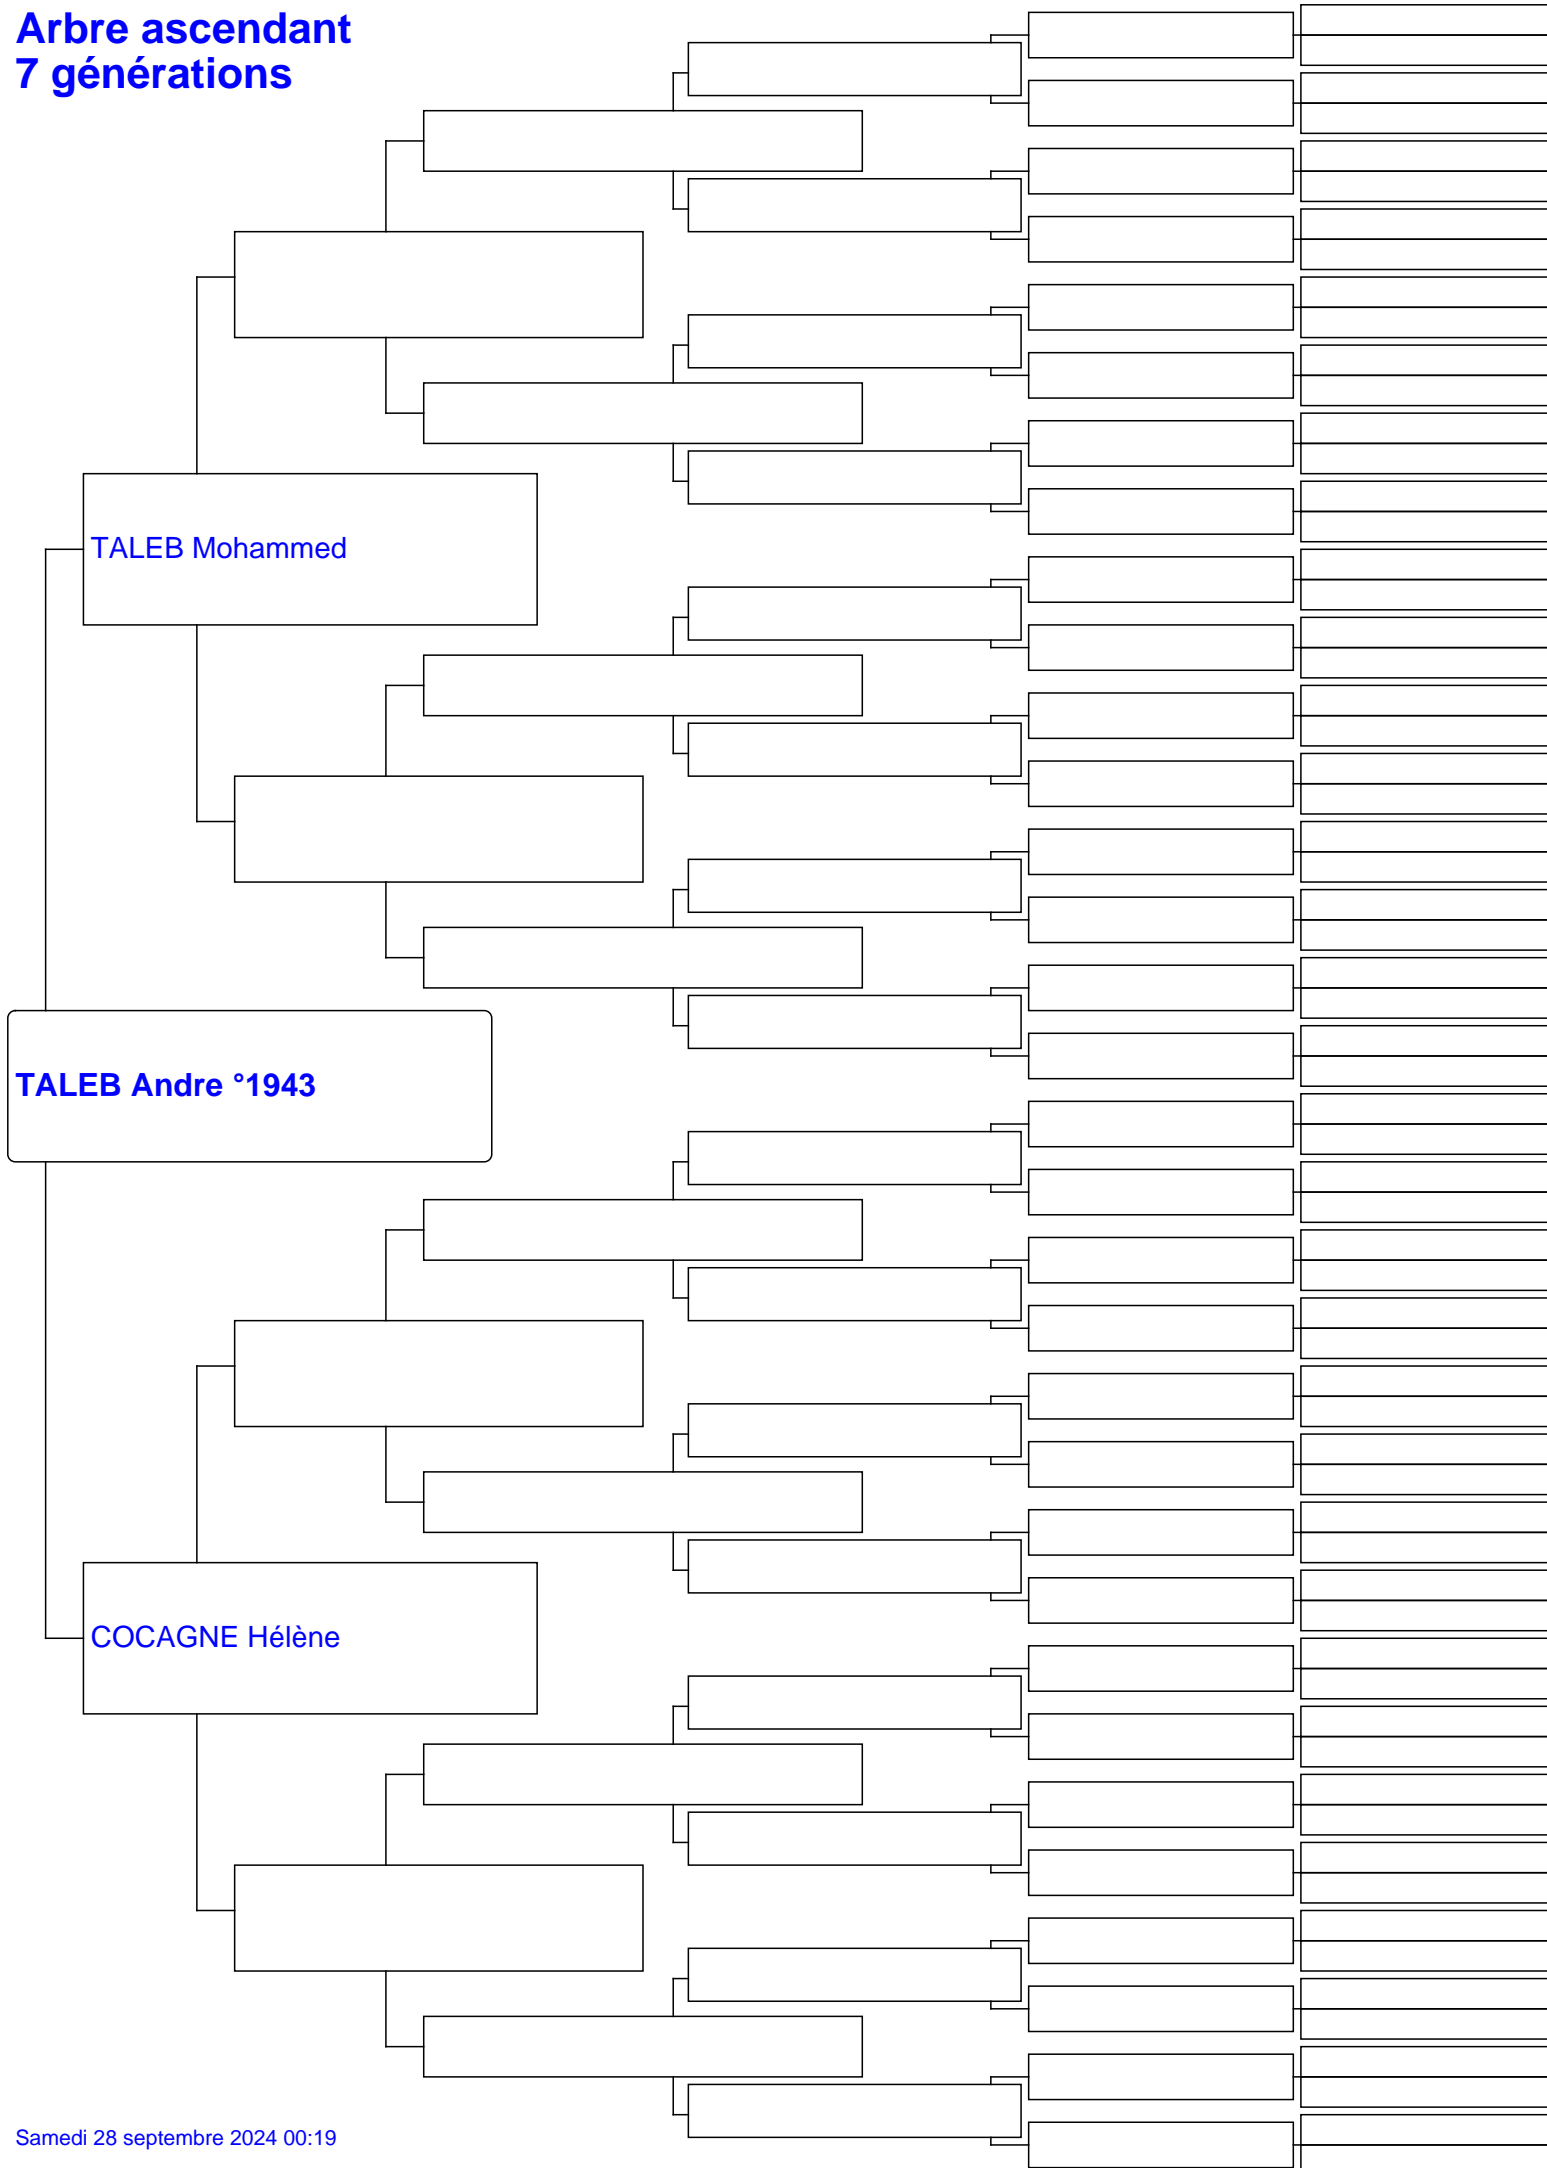 Arbre ascendant
7 générations
TALEB Mohammed
TALEB Andre °1943
COCAGNE Hélène
Samedi 28 septembre 2024 00:19